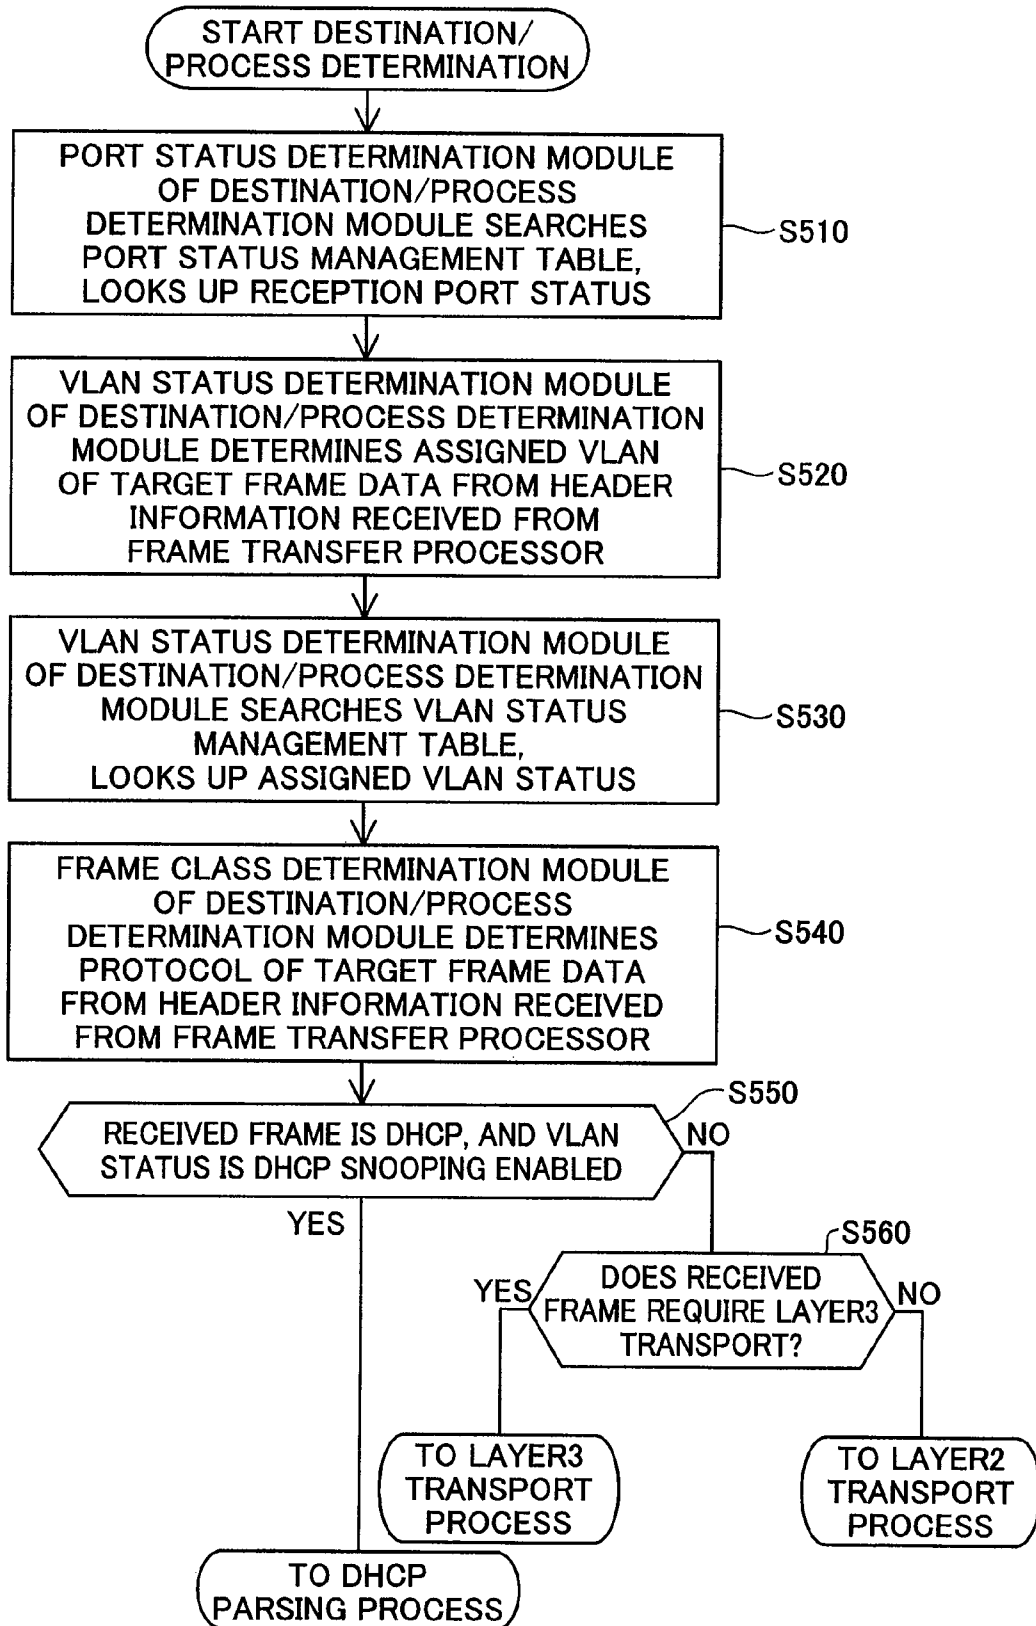 START DESTINATION/
PROCESS DETERMINATION
PORT STATUS DETERMINATION MODULE
OF DESTINATION/PROCESS
DETERMINATION MODULE SEARCHES
PORT STATUS MANAGEMENT TABLE,
LOOKS UP RECEPTION PORT STATUS
S510
VLAN STATUS DETERMINATION MODULE
OF DESTINATION/PROCESS DETERMINATION
MODULE DETERMINES ASSIGNED VLAN
OF TARGET FRAME DATA FROM HEADER
INFORMATION RECEIVED FROM
FRAME TRANSFER PROCESSOR
S520
VLAN STATUS DETERMINATION MODULE
OF DESTINATION/PROCESS DETERMINATION
MODULE SEARCHES VLAN STATUS
MANAGEMENT TABLE,
LOOKS UP ASSIGNED VLAN STATUS
S530
FRAME CLASS DETERMINATION MODULE
OF DESTINATION/PROCESS
DETERMINATION MODULE DETERMINES
PROTOCOL OF TARGET FRAME DATA
FROM HEADER INFORMATION RECEIVED
FROM FRAME TRANSFER PROCESSOR
S540
S550
RECEIVED FRAME IS DHCP, AND VLAN
STATUS IS DHCP SNOOPING ENABLED
NO
YES
S560
DOES RECEIVED
FRAME REQUIRE LAYER3
TRANSPORT?
YES
NO
TO LAYER3
TRANSPORT
PROCESS
TO LAYER2
TRANSPORT
PROCESS
TO DHCP
PARSING PROCESS